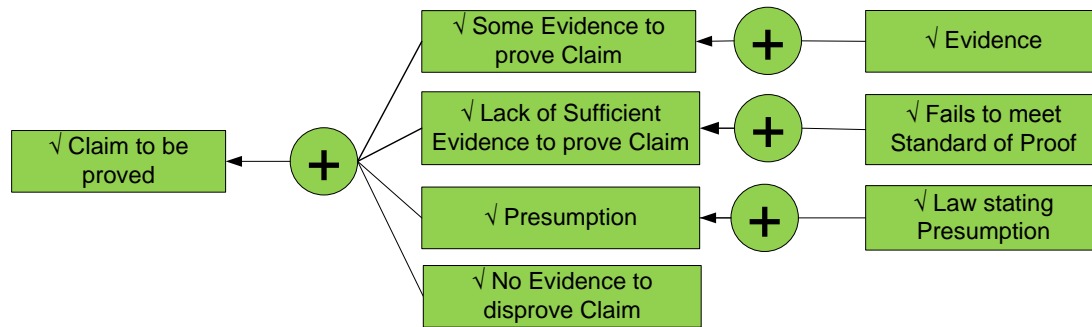 √ Some Evidence to
prove Claim
+
√ Evidence
√ Lack of Sufficient
Evidence to prove Claim
+
√ Fails to meet
Standard of Proof
√ Claim to be
proved
+
√ Presumption
+
√ Law stating
Presumption
√ No Evidence to
disprove Claim